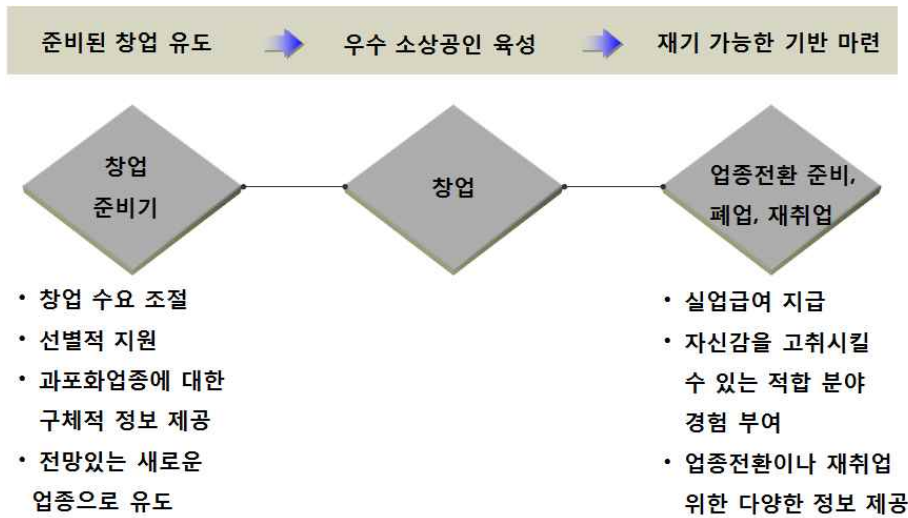 준비된 창업 유도
우수 소상공인 육성
재기 가능한 기반 마련
창업
준비기
창업
업종전환 준비,
폐업, 재취업
• 창업 수요 조절
• 선별적 지원
• 과포화업종에 대한
구체적 정보 제공
• 전망있는 새로운
업종으로 유도
• 실업급여 지급
• 자신감을 고취시킬
수 있는 적합 분야
경험 부여
• 업종전환이나 재취업
위한 다양한 정보 제공